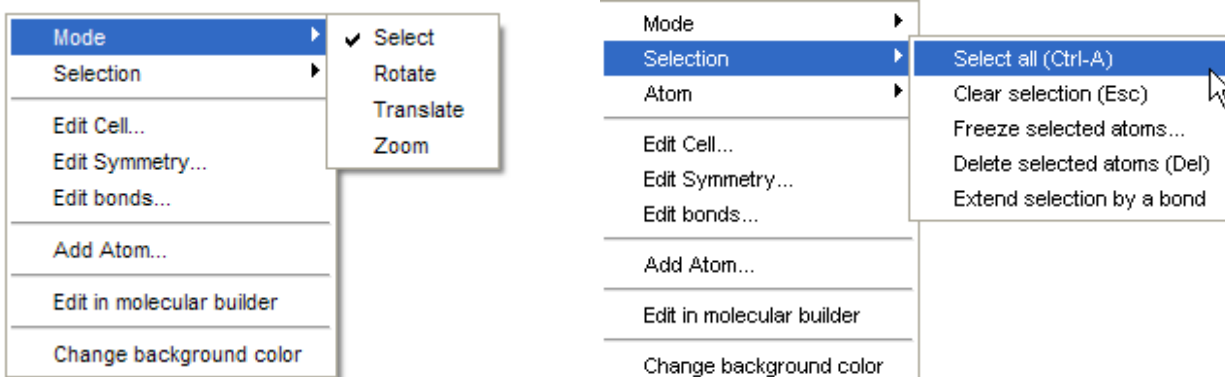 Mode
Selection
Edit Cell...
Edit Symmetry...
Edit bonds...
Add Atom...
Edit in molecular builder
Change background color
Select
Rotate
Translate
Zoom
Mode
Selection
Atom
Edit Cell...
Edit Symmetry...
Edit bonds...
Add Atom...
Edit in molecular builder
Change background color
Select all (Ctrl-A)
Clear selection (Esc)
Freeze selected atoms...
Delete selected atoms (Del)
Extend selection by a bond